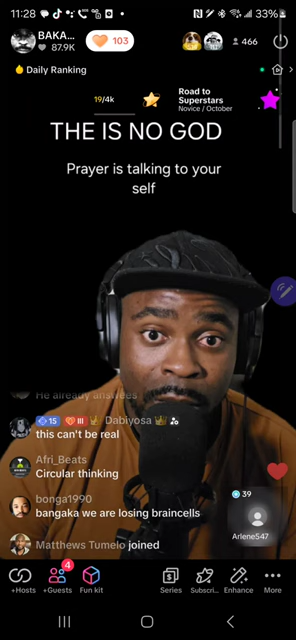 11:28
33%
BAKA...
87.9K
103
466
Daily Ranking
19/4k
Road to
Superstars
Novice / October
THE IS NO GOD
Prayer is talking to your
self
He already answees
15
III
Dabiyosa
this can't be real
Afri_Beats
Circular thinking
bonga1990
bangaka we are losing braincells
Matthews Tumelo joined
39
Arlene547
4
+Hosts
+Guests
Fun kit
Series
Subscri...
Enhance
More